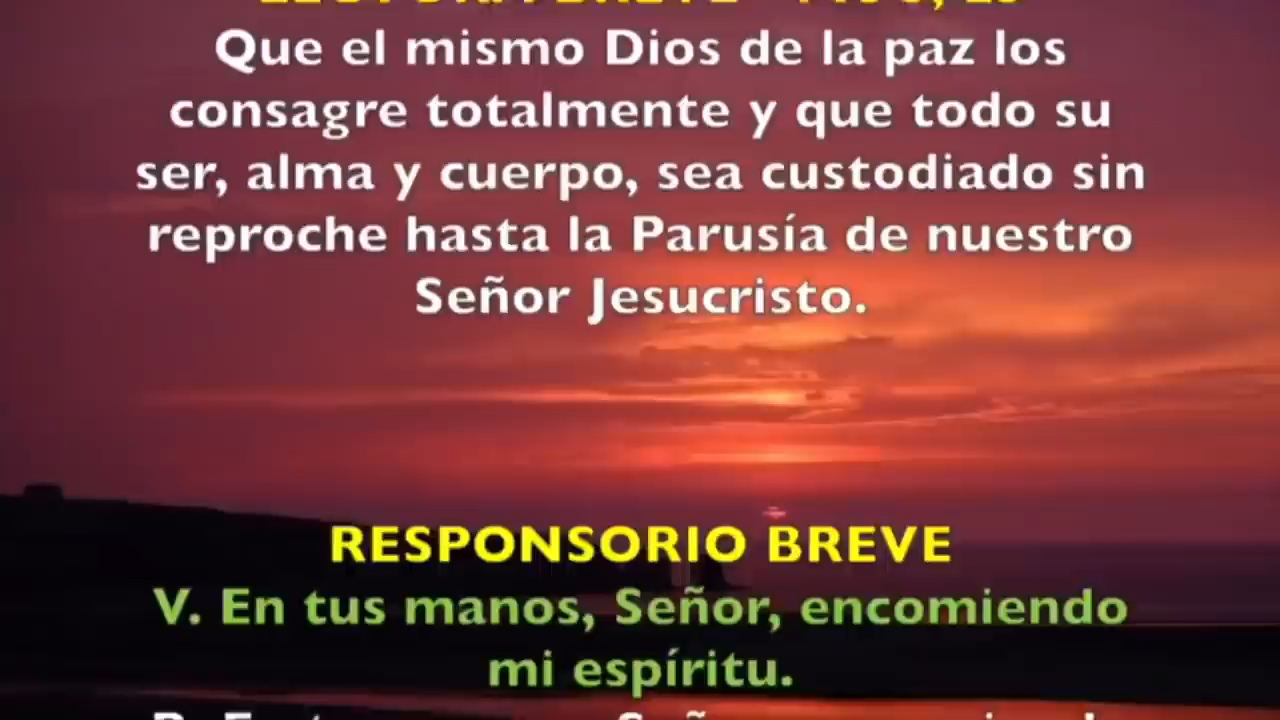 Que el mismo Dios de la paz los
consagre totalmente y que todo su
ser, alma y cuerpo, sea custodiado sin
reproche hasta la Parusía de nuestro
Señor Jesucristo.
RESPONSORIO BREVE
V. En tus manos, Señor, encomiendo
mi espíritu.